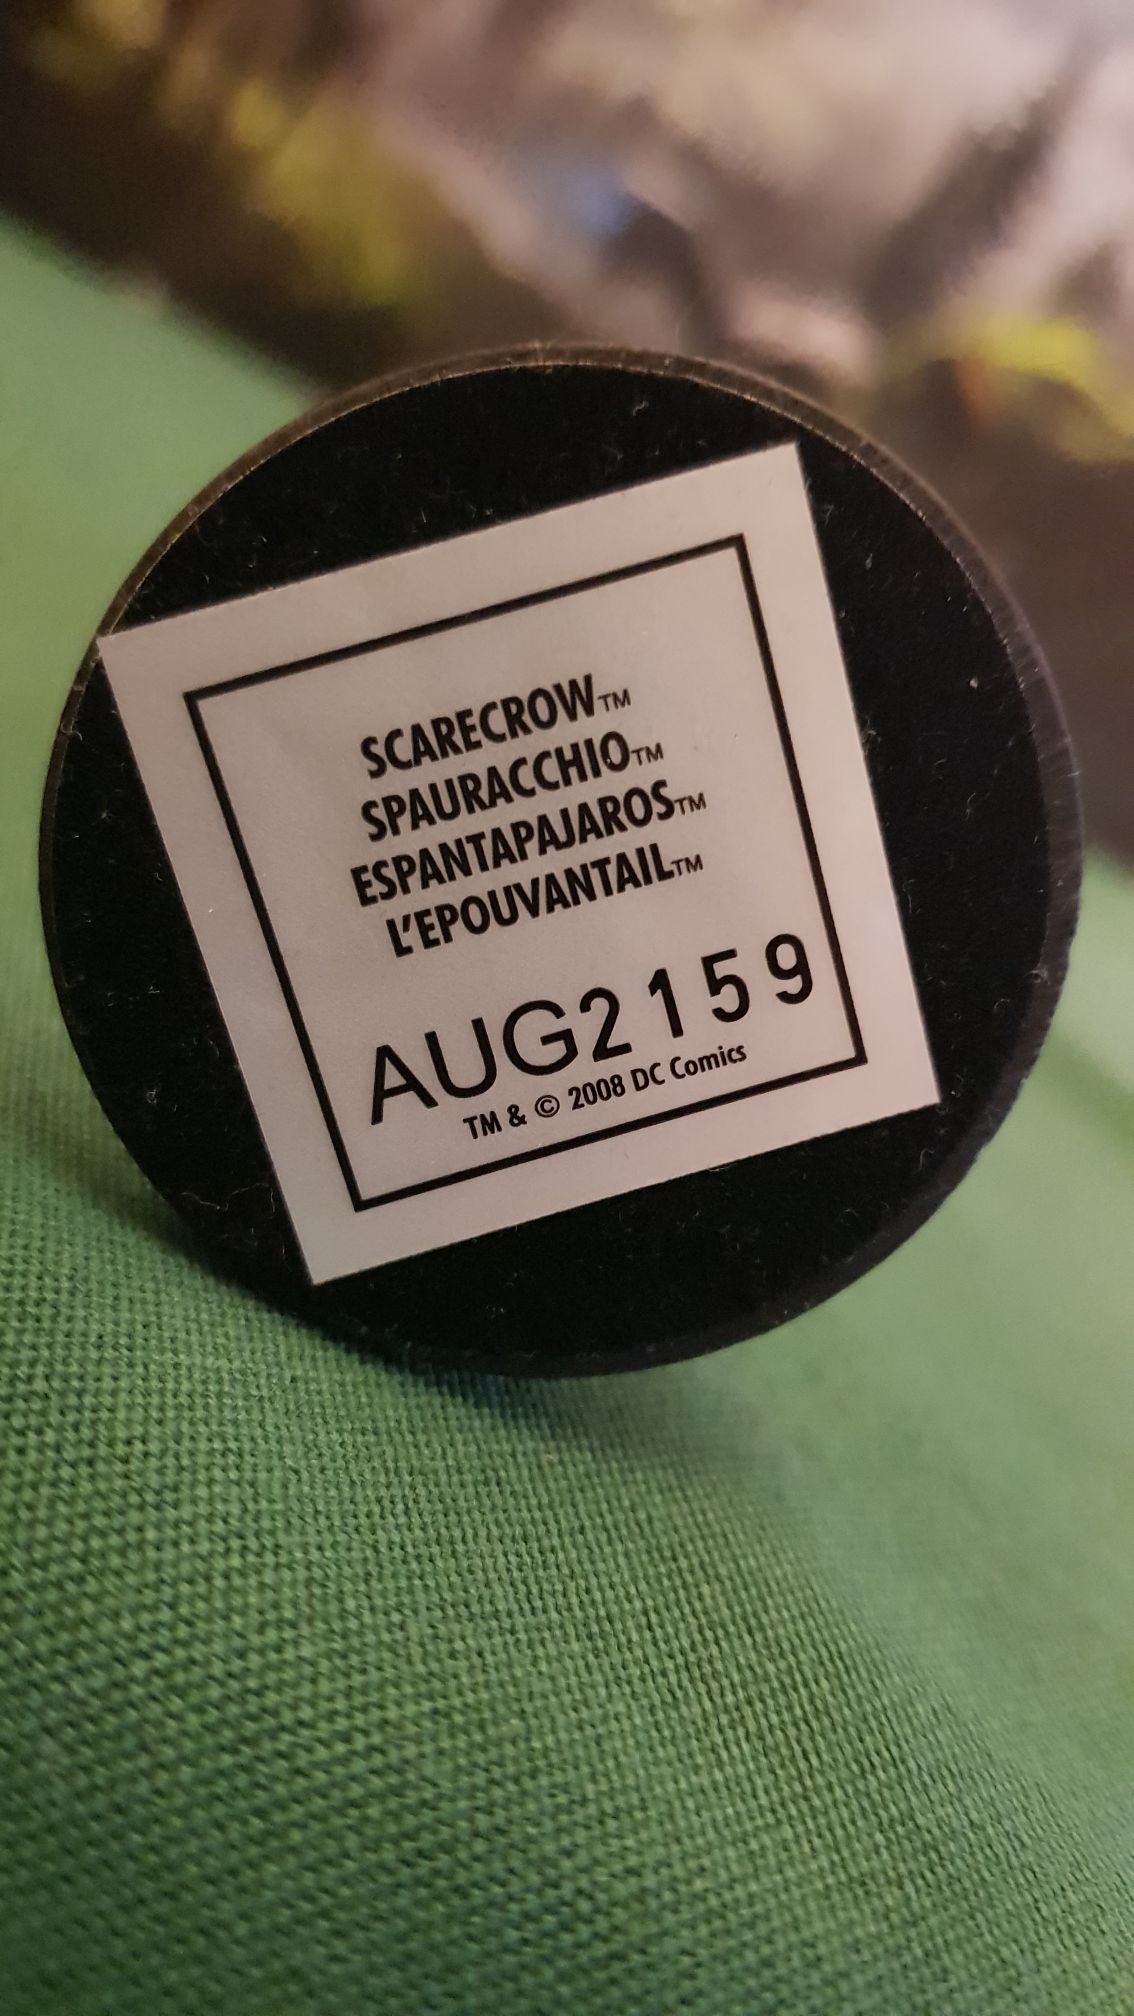 SCARECROW™
SPAURACCHIO™
ESPANTAPAJAROS™
L'EPOUVANTAIL™
AUG2159
TM & © 2008 DC Comics